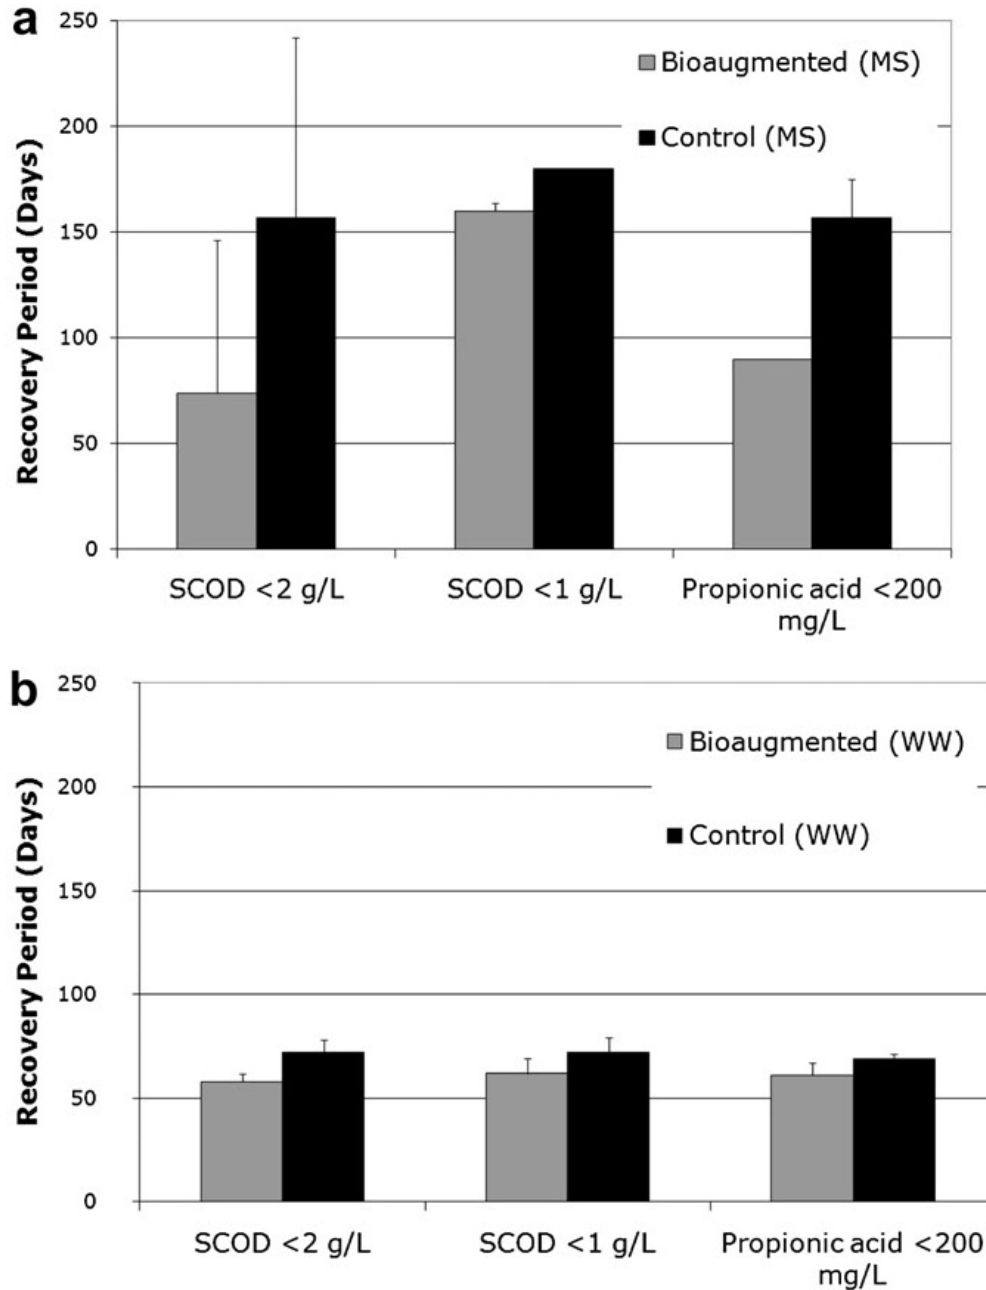 a
250
200
150
100
50
0
Recovery Period (Days)
Bioaugmented (MS)
Control (MS)
SCOD <2 g/L
SCOD <1 g/L
Propionic acid <200
mg/L
b
250
200
150
100
50
0
Recovery Period (Days)
Bioaugmented (WW)
Control (WW)
SCOD <2 g/L
SCOD <1 g/L
Propionic acid <200
mg/L